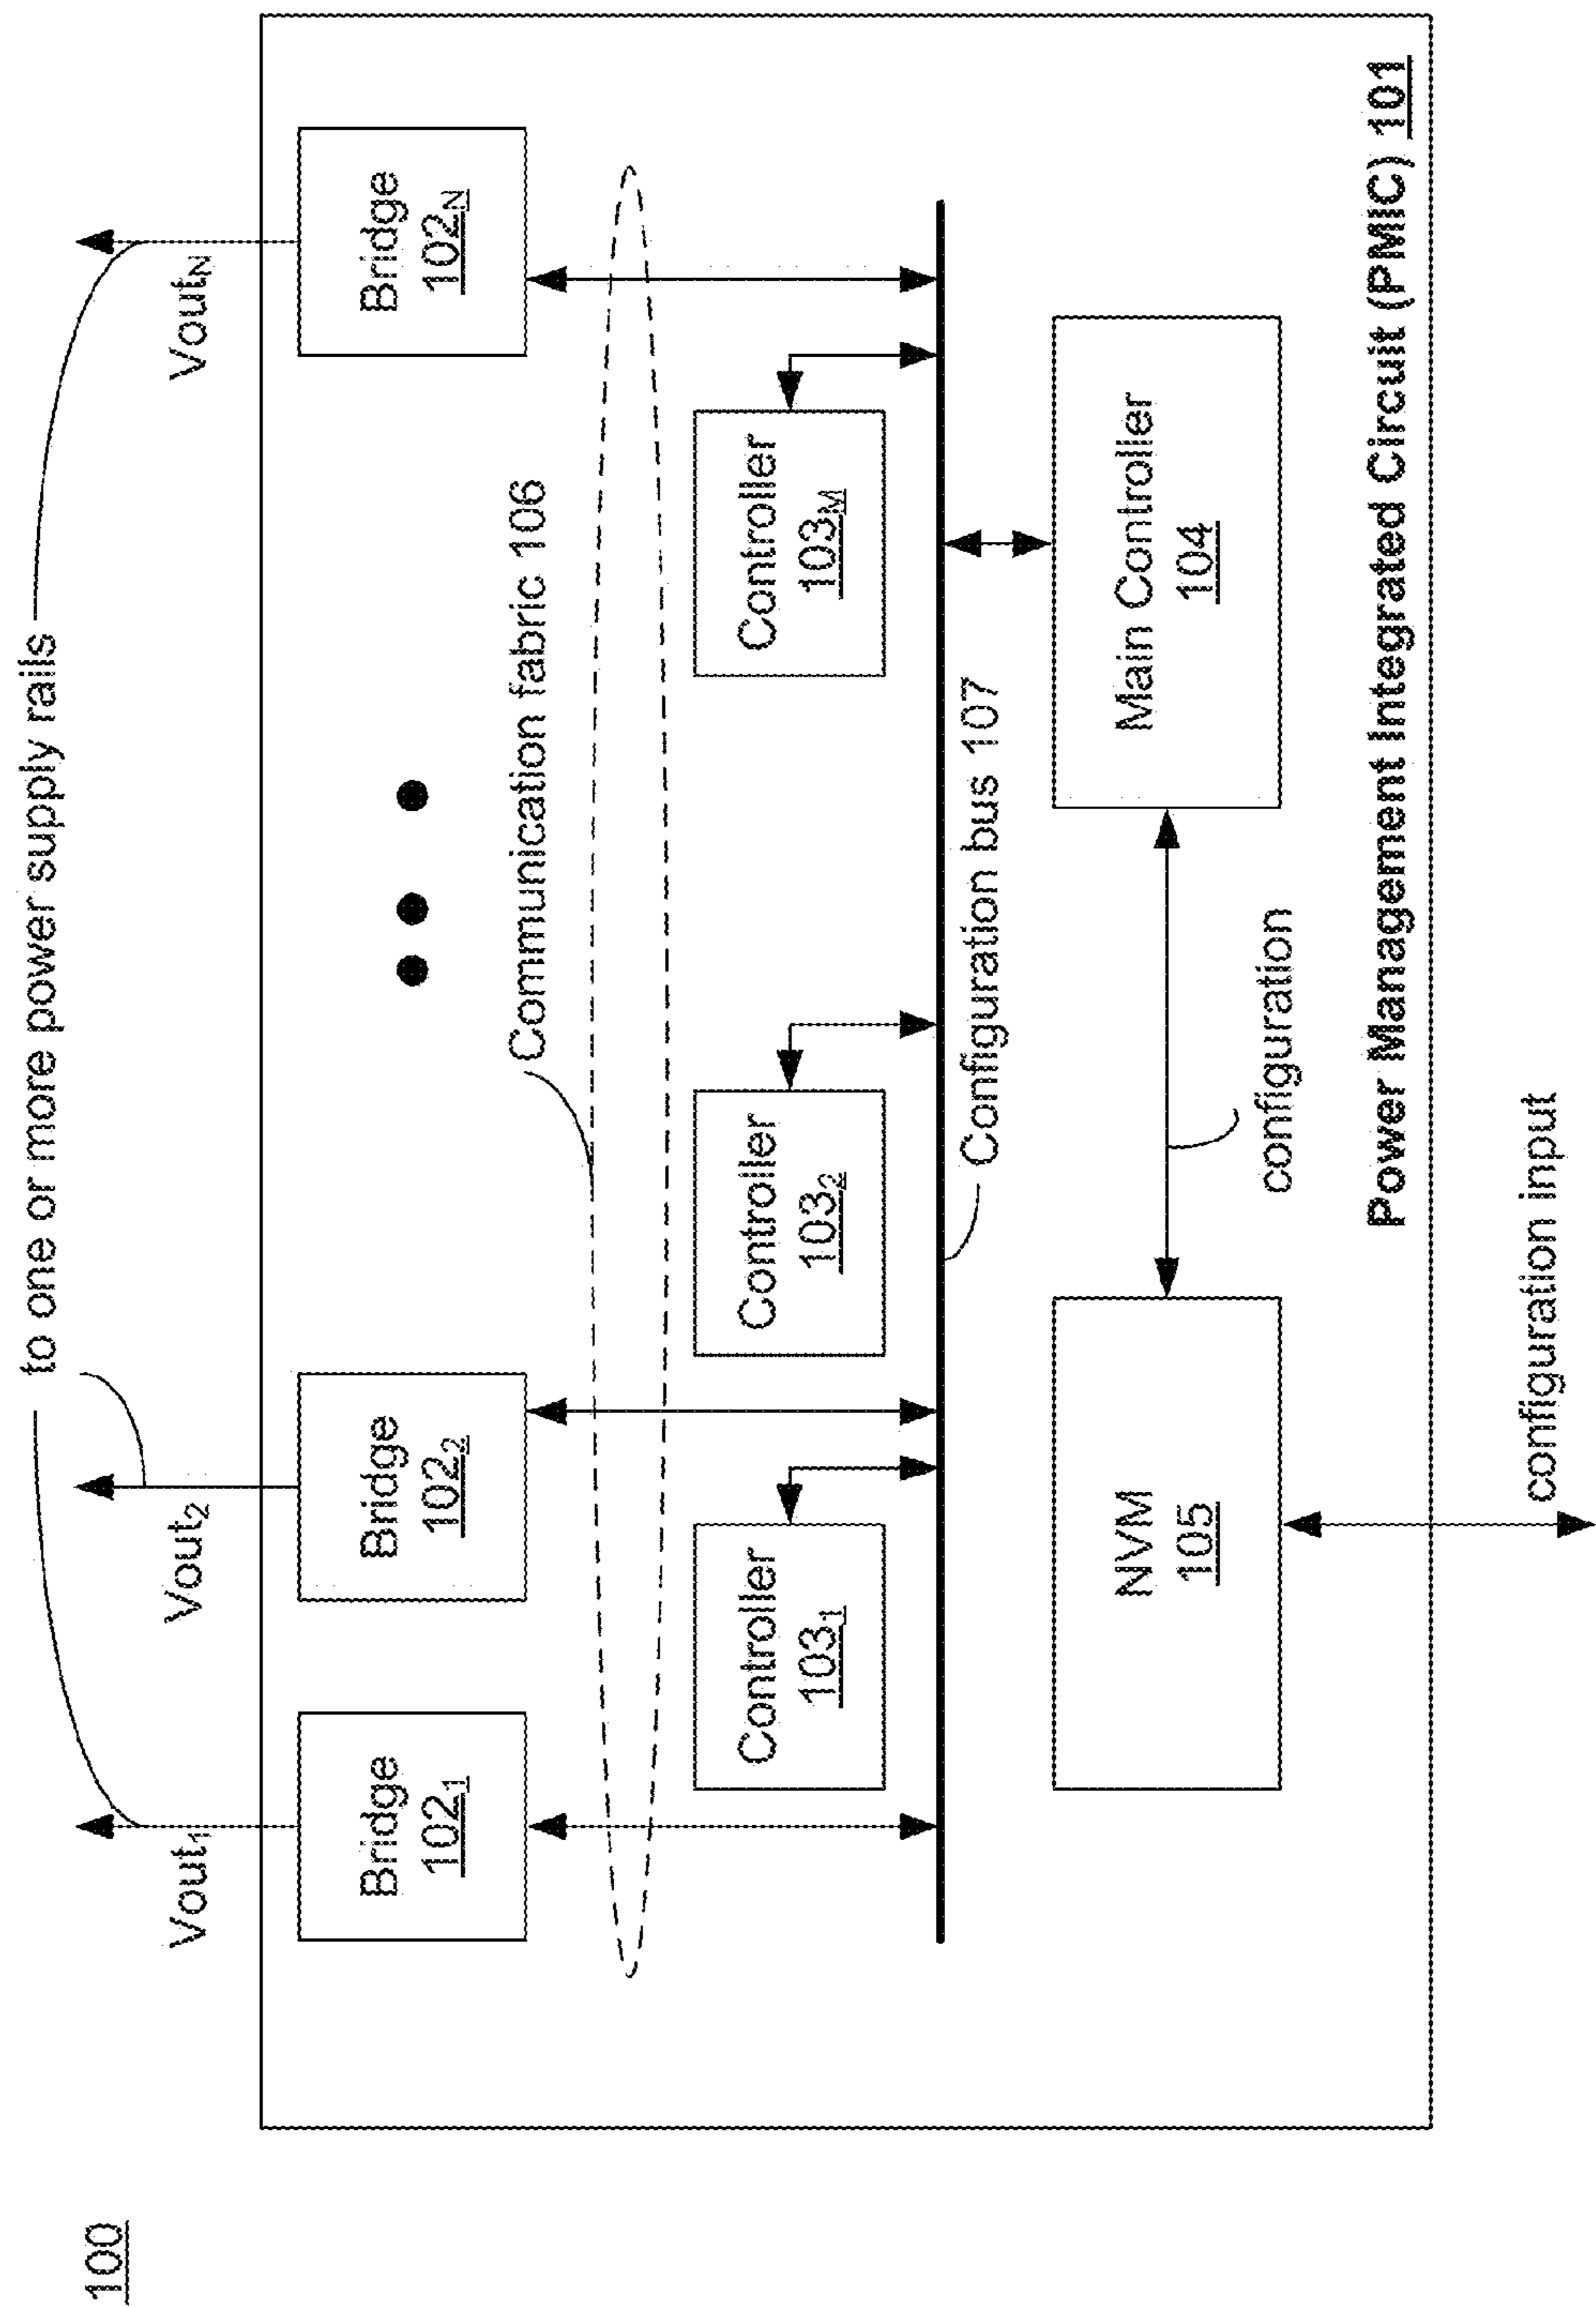 100
to one or more power supply rails
Vout₁
Vout₂
Voutₙ
Bridge
102₁
Bridge
102₂
Bridge
102ₙ
Communication fabric 106
Controller
103₁
Controller
103₂
Controller
103M
Configuration bus 107
NVM
105
Main Controller
104
configuration
Power Management Integrated Circuit (PMIC) 101
configuration input